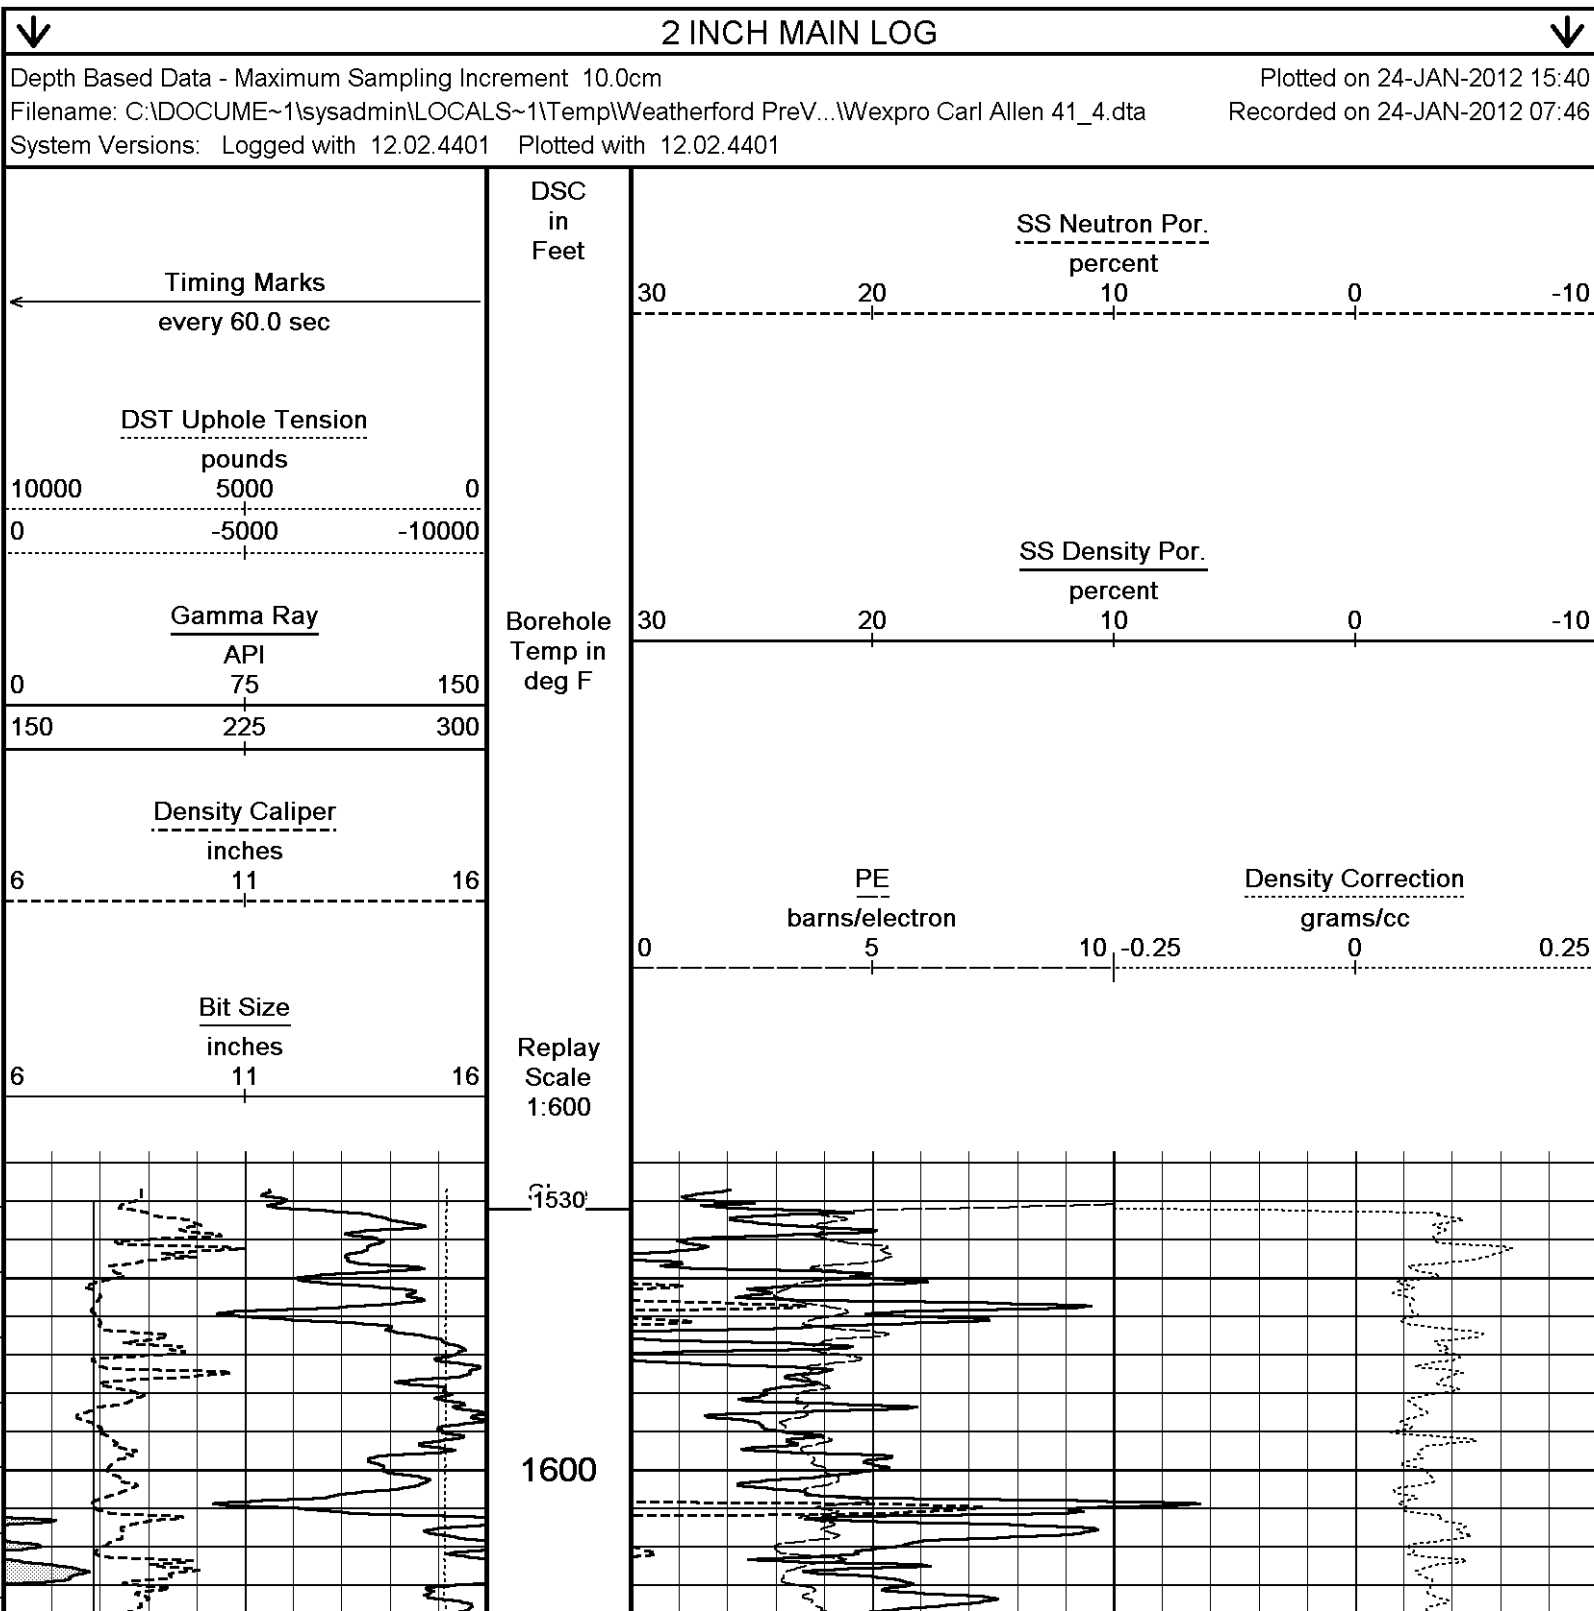 2 INCH MAIN LOG
Depth Based Data - Maximum Sampling Increment 10.0cm Plotted on 24-JAN-2012 15:40
Filename: C:\DOCUME~1\sysadmin\LOCALS~1\Temp\Weatherford PreV...\Wexpro Carl Allen 41_4.dta Recorded on 24-JAN-2012 07:46
System Versions: Logged with 12.02.4401 Plotted with 12.02.4401
Timing Marks
every 60.0 sec
DST Uphole Tension
pounds
10000 5000 0
0 -5000 -10000
Gamma Ray
API
0 75 150
150 225 300
Density Caliper
inches
6 11 16
Bit Size
inches
6 11 16
DSC
in
Feet
Borehole
Temp in
deg F
Replay
Scale
1:600
1530
1600
SS Neutron Por.
percent
30 20 10 0 -10
SS Density Por.
percent
30 20 10 0 -10
PE
barns/electron
0 5 10
Density Correction
grams/cc
-0.25 0 0.25